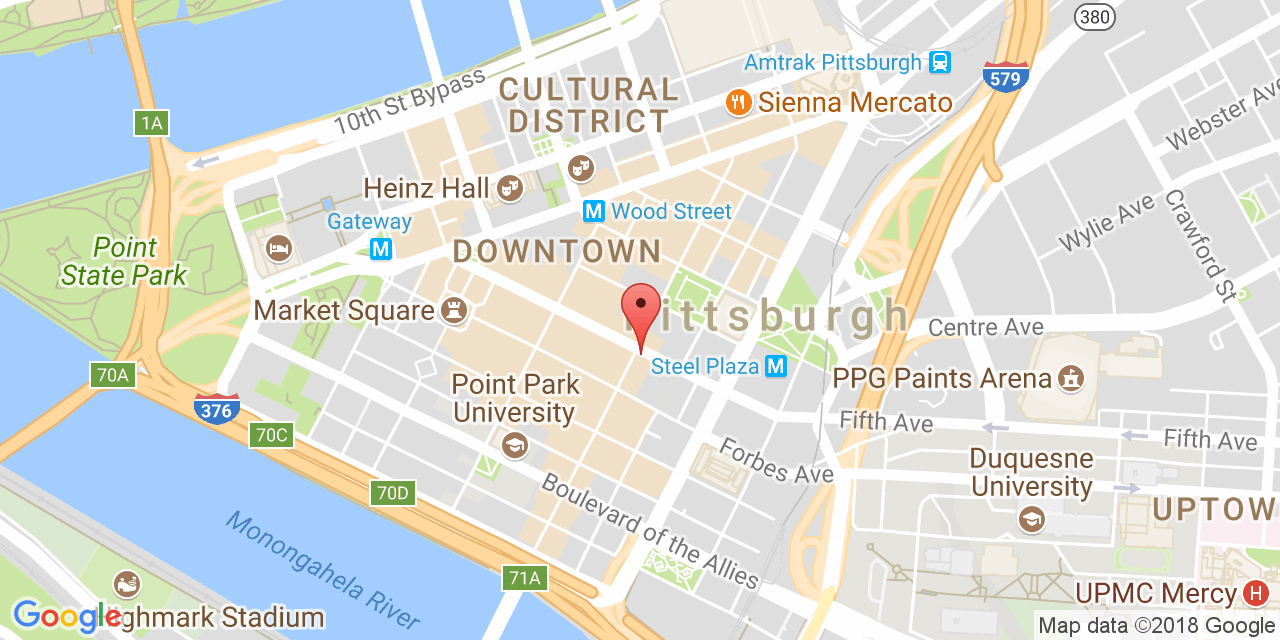 380
Amtrak Pittsburgh
579
10th St Bypass
CULTURAL
DISTRICT
Sienna Mercato
Webster Ave
1A
Heinz Hall
Gateway
M
M
Wood Street
Wylie Ave
Crawford St
Point
State Park
DOWNTOWN
Market Square
Pittsburgh
Centre Ave
Steel Plaza
M
70A
376
Point Park
University
PPG Paints Arena
70C
Fifth Ave
Fifth Ave
Forbes Ave
Duquesne
University
70D
Boulevard of the Allies
UPTOW
Monongahela River
71A
UPMC Mercy
H
Google
ghmark Stadium
Map data ©2018 Google